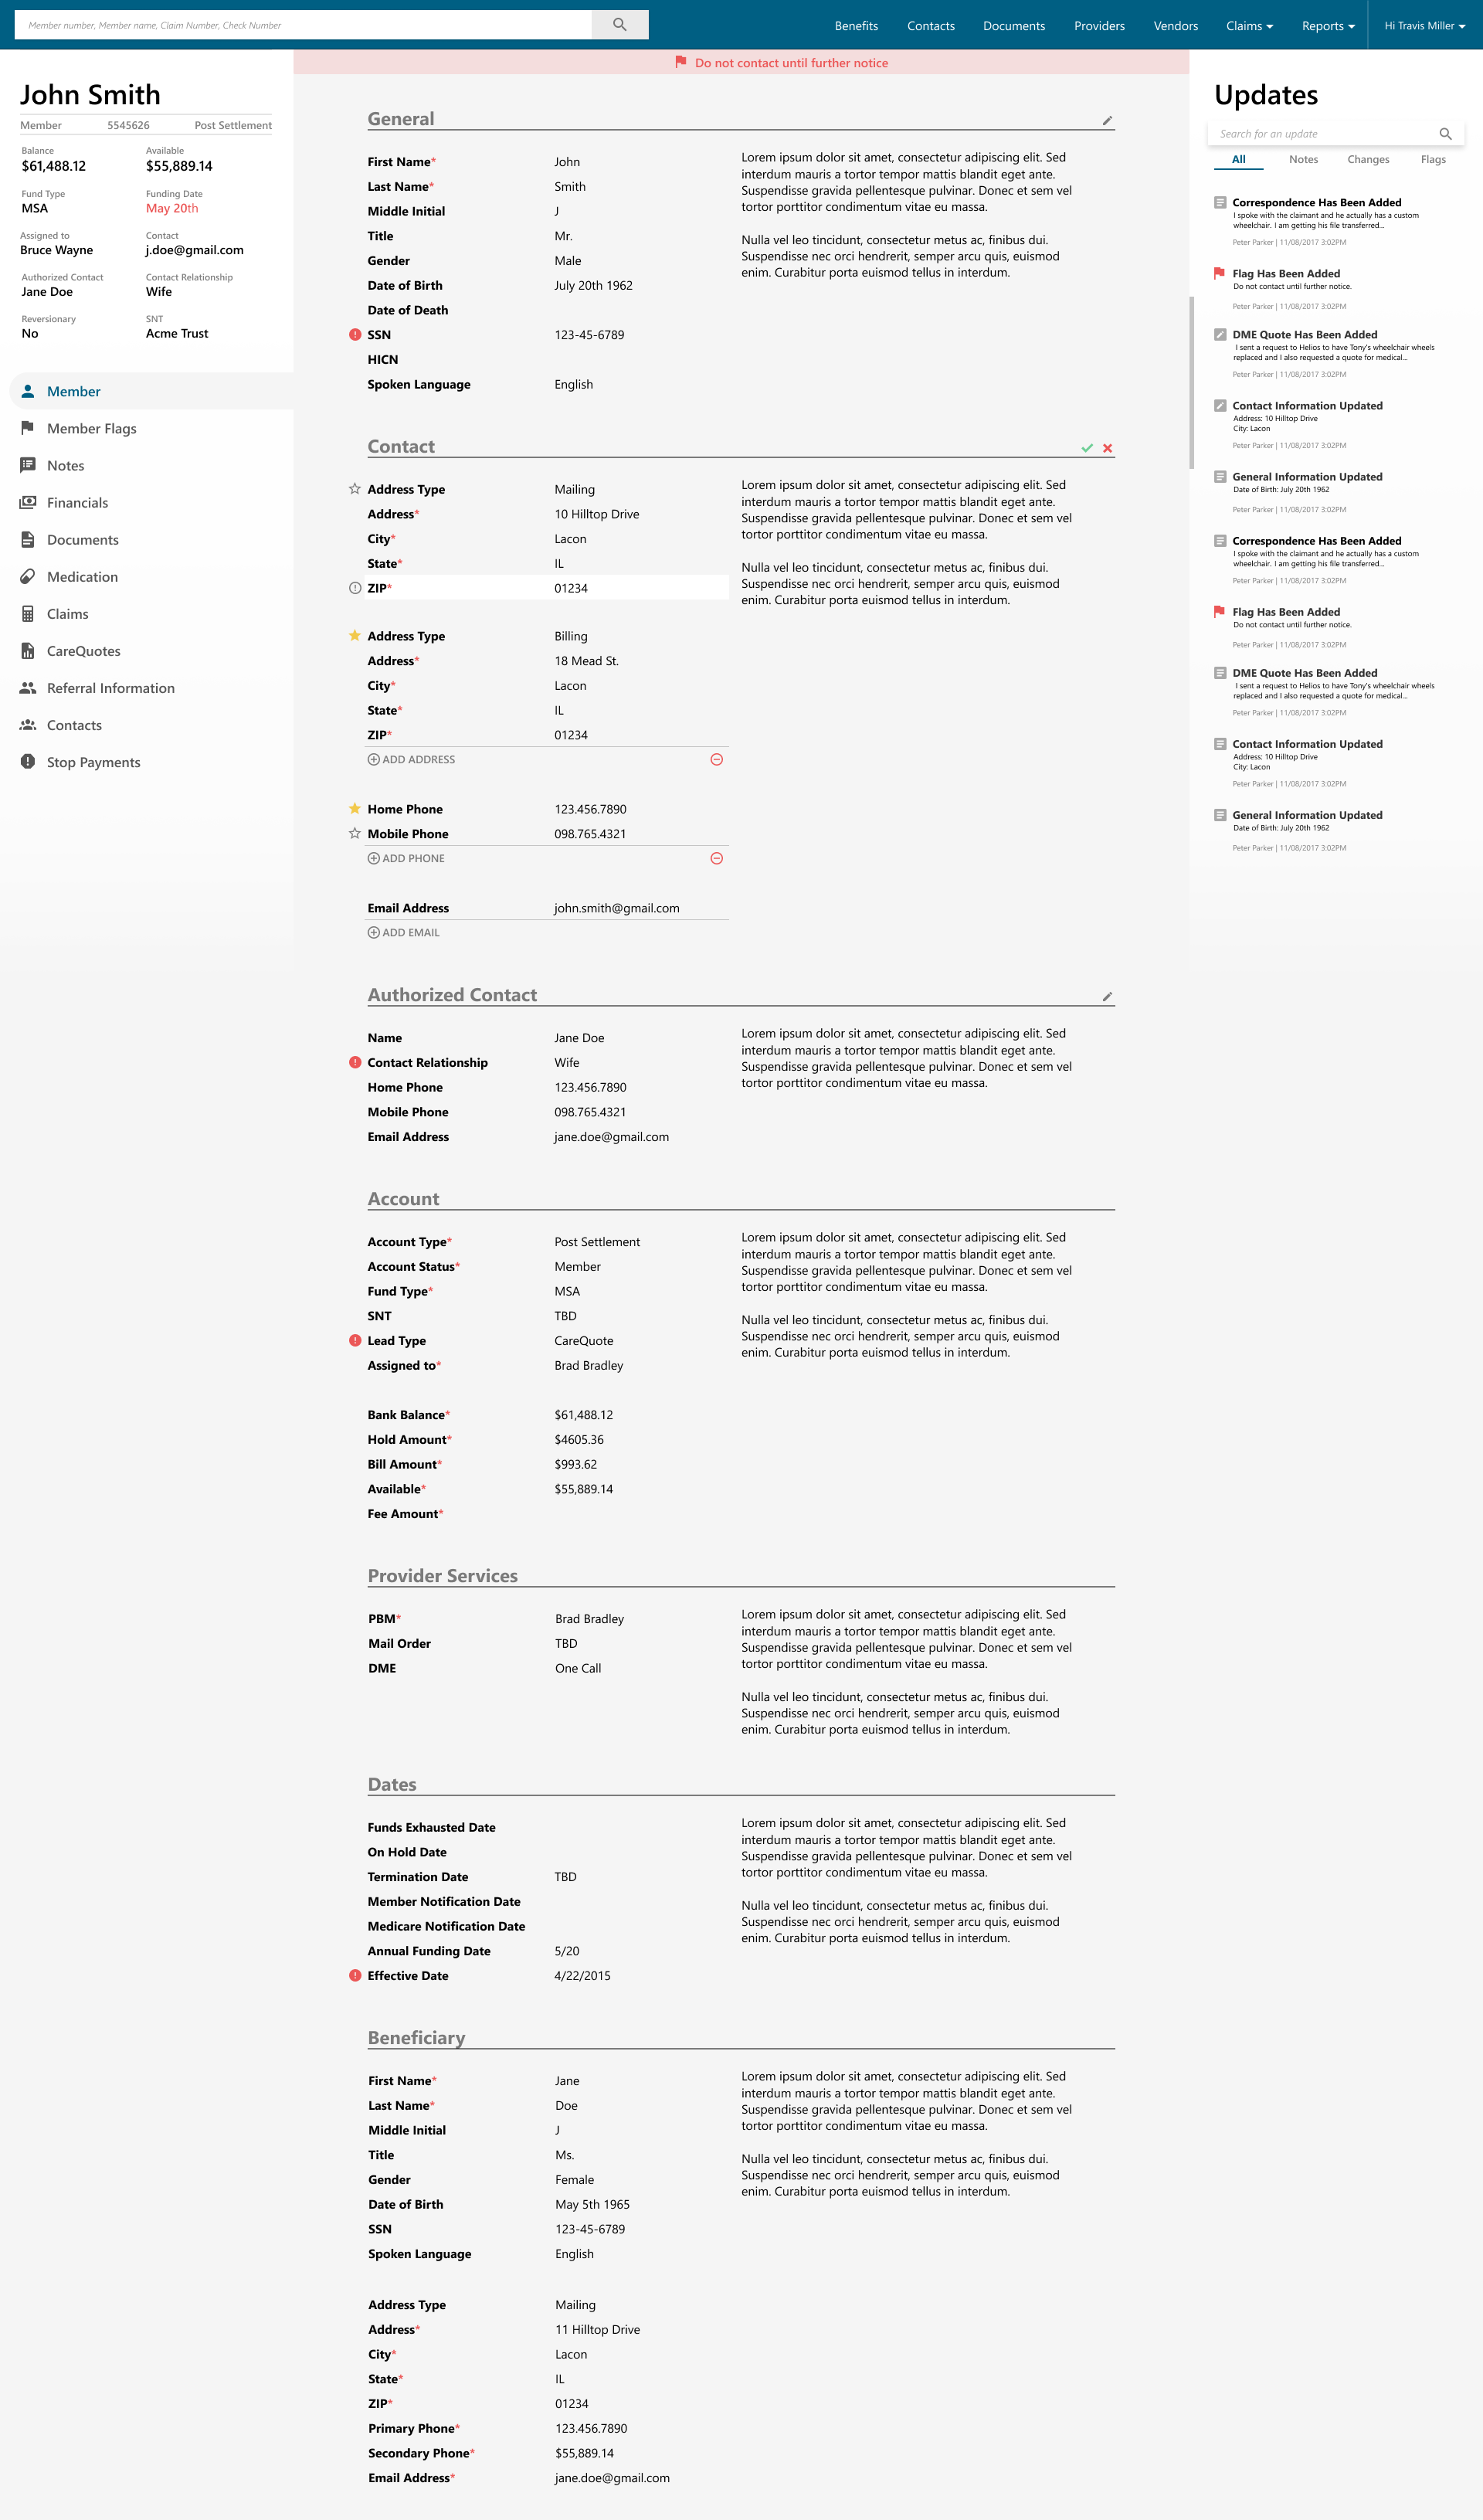 Member number, Member name, Claim Number, Check Number
Benefits Contacts Documents Providers Vendors Claims Reports Hi Travis Miller
Do not contact until further notice
John Smith
Member 5545626 Post Settlement
Balance Available
$61,488.12 $55,889.14
Fund Type Funding Date
MSA May 20th
Assigned to Contact
Bruce Wayne j.doe@gmail.com
Authorized Contact Contact Relationship
Jane Doe Wife
Reversionary SNT
No Acme Trust
Member
Member Flags
Notes
Financials
Documents
Medication
Claims
CareQuotes
Referral Information
Contacts
Stop Payments
General
First Name* John
Last Name* Smith
Middle Initial J
Title Mr.
Gender Male
Date of Birth July 20th 1962
Date of Death
SSN 123-45-6789
HICN
Spoken Language English
Lorem ipsum dolor sit amet, consectetur adipiscing elit. Sed
interdum mauris a tortor tempor mattis blandit eget ante.
Suspendisse gravida pellentesque pulvinar. Donec et sem vel
tortor porttitor condimentum vitae eu massa.
Nulla vel leo tincidunt, consectetur metus ac, finibus dui.
Suspendisse nec orci hendrerit, semper arcu quis, euismod
enim. Curabitur porta euismod tellus in interdum.
Contact
Address Type Mailing
Address* 10 Hilltop Drive
City* Lacon
State* IL
ZIP* 01234
Address Type Billing
Address* 18 Mead St.
City* Lacon
State* IL
ZIP* 01234
ADD ADDRESS
Home Phone 123.456.7890
Mobile Phone 098.765.4321
ADD PHONE
Email Address john.smith@gmail.com
ADD EMAIL
Lorem ipsum dolor sit amet, consectetur adipiscing elit. Sed
interdum mauris a tortor tempor mattis blandit eget ante.
Suspendisse gravida pellentesque pulvinar. Donec et sem vel
tortor porttitor condimentum vitae eu massa.
Nulla vel leo tincidunt, consectetur metus ac, finibus dui.
Suspendisse nec orci hendrerit, semper arcu quis, euismod
enim. Curabitur porta euismod tellus in interdum.
Authorized Contact
Name Jane Doe
Contact Relationship Wife
Home Phone 123.456.7890
Mobile Phone 098.765.4321
Email Address jane.doe@gmail.com
Lorem ipsum dolor sit amet, consectetur adipiscing elit. Sed
interdum mauris a tortor tempor mattis blandit eget ante.
Suspendisse gravida pellentesque pulvinar. Donec et sem vel
tortor porttitor condimentum vitae eu massa.
Account
Account Type* Post Settlement
Account Status* Member
Fund Type* MSA
SNT TBD
Lead Type CareQuote
Assigned to* Brad Bradley
Bank Balance* $61,488.12
Hold Amount* $4605.36
Bill Amount* $993.62
Available* $55,889.14
Fee Amount*
Lorem ipsum dolor sit amet, consectetur adipiscing elit. Sed
interdum mauris a tortor tempor mattis blandit eget ante.
Suspendisse gravida pellentesque pulvinar. Donec et sem vel
tortor porttitor condimentum vitae eu massa.
Nulla vel leo tincidunt, consectetur metus ac, finibus dui.
Suspendisse nec orci hendrerit, semper arcu quis, euismod
enim. Curabitur porta euismod tellus in interdum.
Provider Services
PBM* Brad Bradley
Mail Order TBD
DME One Call
Lorem ipsum dolor sit amet, consectetur adipiscing elit. Sed
interdum mauris a tortor tempor mattis blandit eget ante.
Suspendisse gravida pellentesque pulvinar. Donec et sem vel
tortor porttitor condimentum vitae eu massa.
Nulla vel leo tincidunt, consectetur metus ac, finibus dui.
Suspendisse nec orci hendrerit, semper arcu quis, euismod
enim. Curabitur porta euismod tellus in interdum.
Dates
Funds Exhausted Date
On Hold Date
Termination Date TBD
Member Notification Date
Medicare Notification Date
Annual Funding Date 5/20
Effective Date 4/22/2015
Lorem ipsum dolor sit amet, consectetur adipiscing elit. Sed
interdum mauris a tortor tempor mattis blandit eget ante.
Suspendisse gravida pellentesque pulvinar. Donec et sem vel
tortor porttitor condimentum vitae eu massa.
Nulla vel leo tincidunt, consectetur metus ac, finibus dui.
Suspendisse nec orci hendrerit, semper arcu quis, euismod
enim. Curabitur porta euismod tellus in interdum.
Beneficiary
First Name* Jane
Last Name* Doe
Middle Initial J
Title Ms.
Gender Female
Date of Birth May 5th 1965
SSN 123-45-6789
Spoken Language English
Address Type Mailing
Address* 11 Hilltop Drive
City* Lacon
State* IL
ZIP* 01234
Primary Phone* 123.456.7890
Secondary Phone* $55,889.14
Email Address* jane.doe@gmail.com
Lorem ipsum dolor sit amet, consectetur adipiscing elit. Sed
interdum mauris a tortor tempor mattis blandit eget ante.
Suspendisse gravida pellentesque pulvinar. Donec et sem vel
tortor porttitor condimentum vitae eu massa.
Nulla vel leo tincidunt, consectetur metus ac, finibus dui.
Suspendisse nec orci hendrerit, semper arcu quis, euismod
enim. Curabitur porta euismod tellus in interdum.
Updates
Search for an update
All Notes Changes Flags
Correspondence Has Been Added
I spoke with the claimant and he actually has a custom
wheelchair. I am getting his file transferred...
Peter Parker | 11/08/2017 3:02PM
Flag Has Been Added
Do not contact until further notice.
Peter Parker | 11/08/2017 3:02PM
DME Quote Has Been Added
I sent a request to Helios to have Tony's wheelchair wheels
replaced and I also requested a quote for medical...
Peter Parker | 11/08/2017 3:02PM
Contact Information Updated
Address: 10 Hilltop Drive
City: Lacon
Peter Parker | 11/08/2017 3:02PM
General Information Updated
Date of Birth: July 20th 1962
Peter Parker | 11/08/2017 3:02PM
Correspondence Has Been Added
I spoke with the claimant and he actually has a custom
wheelchair. I am getting his file transferred...
Peter Parker | 11/08/2017 3:02PM
Flag Has Been Added
Do not contact until further notice.
Peter Parker | 11/08/2017 3:02PM
DME Quote Has Been Added
I sent a request to Helios to have Tony's wheelchair wheels
replaced and I also requested a quote for medical...
Peter Parker | 11/08/2017 3:02PM
Contact Information Updated
Address: 10 Hilltop Drive
City: Lacon
Peter Parker | 11/08/2017 3:02PM
General Information Updated
Date of Birth: July 20th 1962
Peter Parker | 11/08/2017 3:02PM